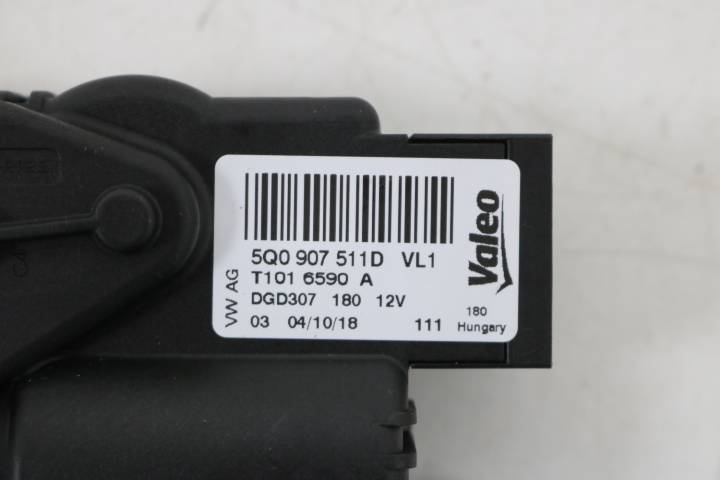 5Q0 907 511D VL1
T101 6590 A
DGD307 180 12V
03 04/10/18 111
VW AG
Valeo
180
Hungary